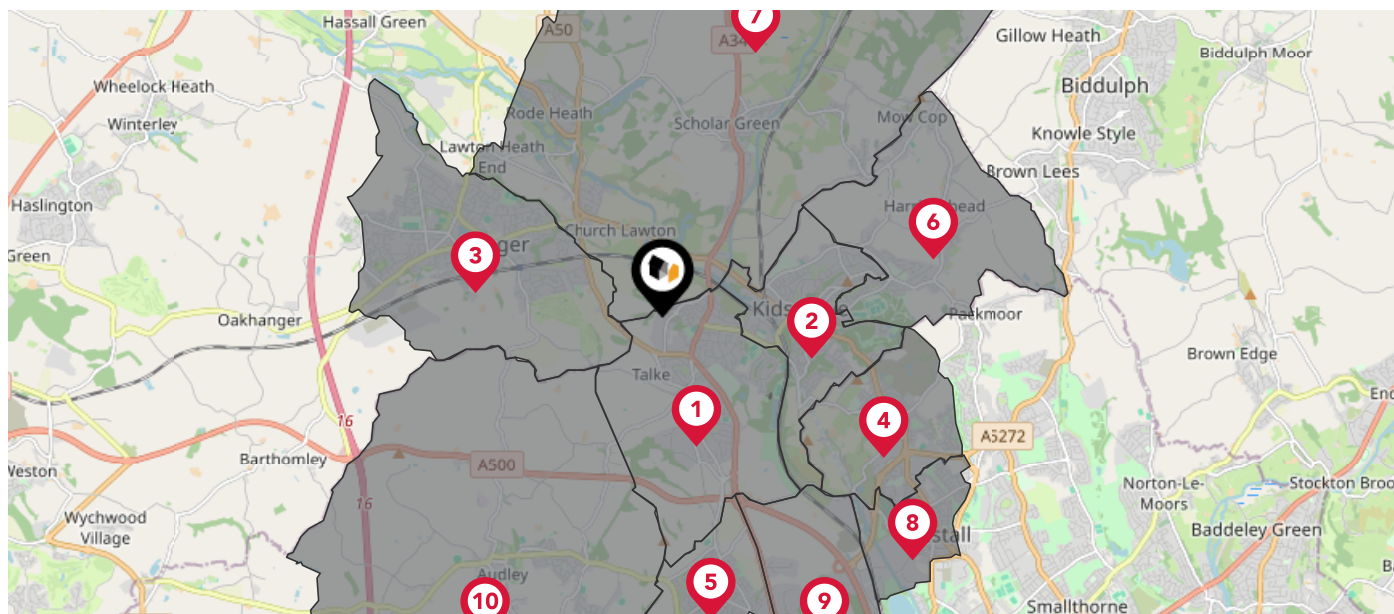 7
Hassall Green
A50
A34
Gillow Heath
Biddulph Moor
Wheelock Heath
Biddulph
Rode Heath
Scholar Green
Mow Cop
Winterley
Knowle Style
Lawton Heath
End
Brown Lees
Haslington
6
Church Lawton
3
Green
Oakhanger
2
Packmoor
Brown Edge
Talke
1
4
16
A5272
Barthomley
A500
Weston
Norton-Le-
Moors
Stockton Broo
16
Wychwood
Village
8
Baddeley Green
Audley
5
10
9
Smallthorne